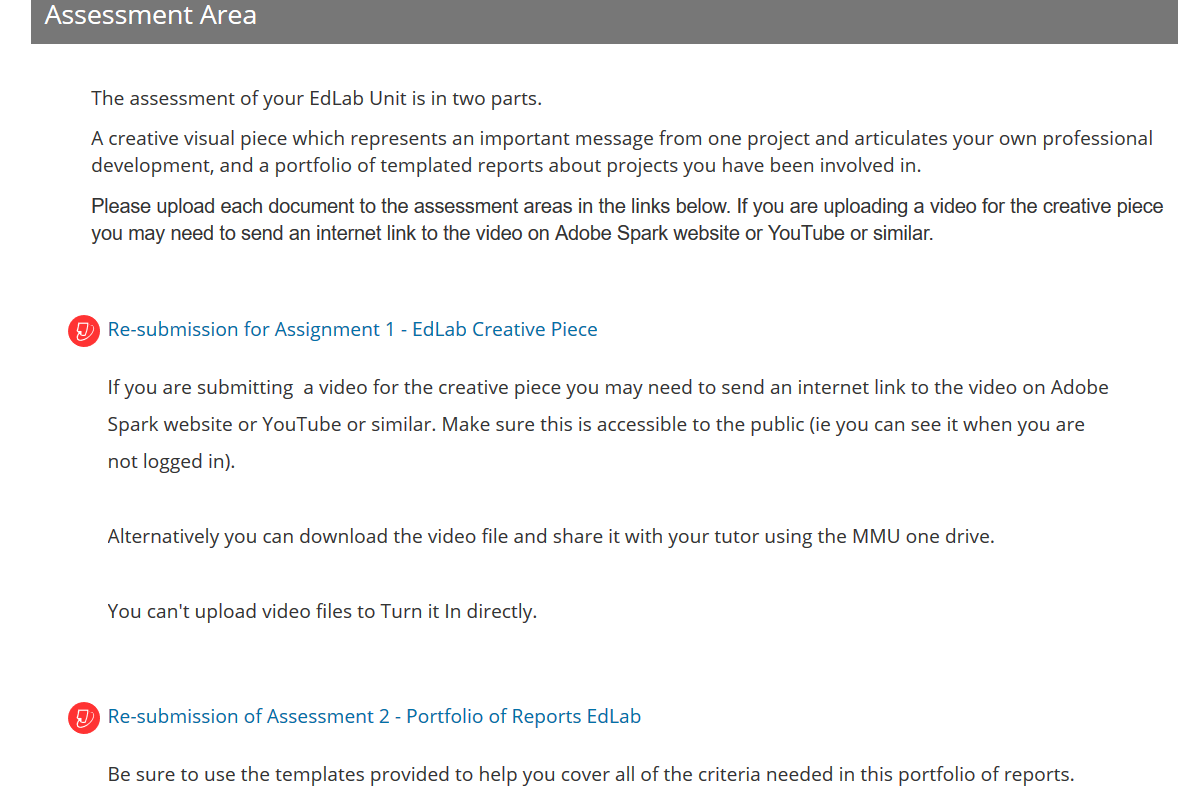 Assessment Area
The assessment of your EdLab Unit is in two parts.
A creative visual piece which represents an important message from one project and articulates your own professional
development, and a portfolio of templated reports about projects you have been involved in.
Please upload each document to the assessment areas in the links below. If you are uploading a video for the creative piece
you may need to send an internet link to the video on Adobe Spark website or YouTube or similar.
Re-submission for Assignment 1 - EdLab Creative Piece
If you are submitting  a video for the creative piece you may need to send an internet link to the video on Adobe
Spark website or YouTube or similar. Make sure this is accessible to the public (ie you can see it when you are
not logged in).
Alternatively you can download the video file and share it with your tutor using the MMU one drive.
You can't upload video files to Turn it In directly.
Re-submission of Assessment 2 - Portfolio of Reports EdLab
Be sure to use the templates provided to help you cover all of the criteria needed in this portfolio of reports.